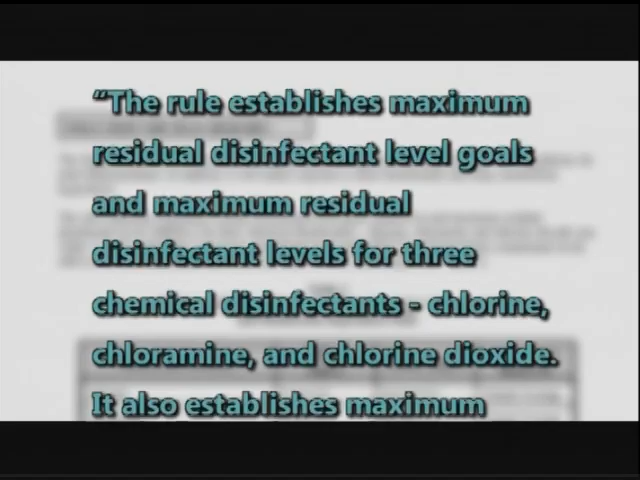 “The rule establishes maximum
residual disinfectant level goals
and maximum residual
disinfectant levels for three
chemical disinfectants - chlorine,
chloramine, and chlorine dioxide.
It also establishes maximum